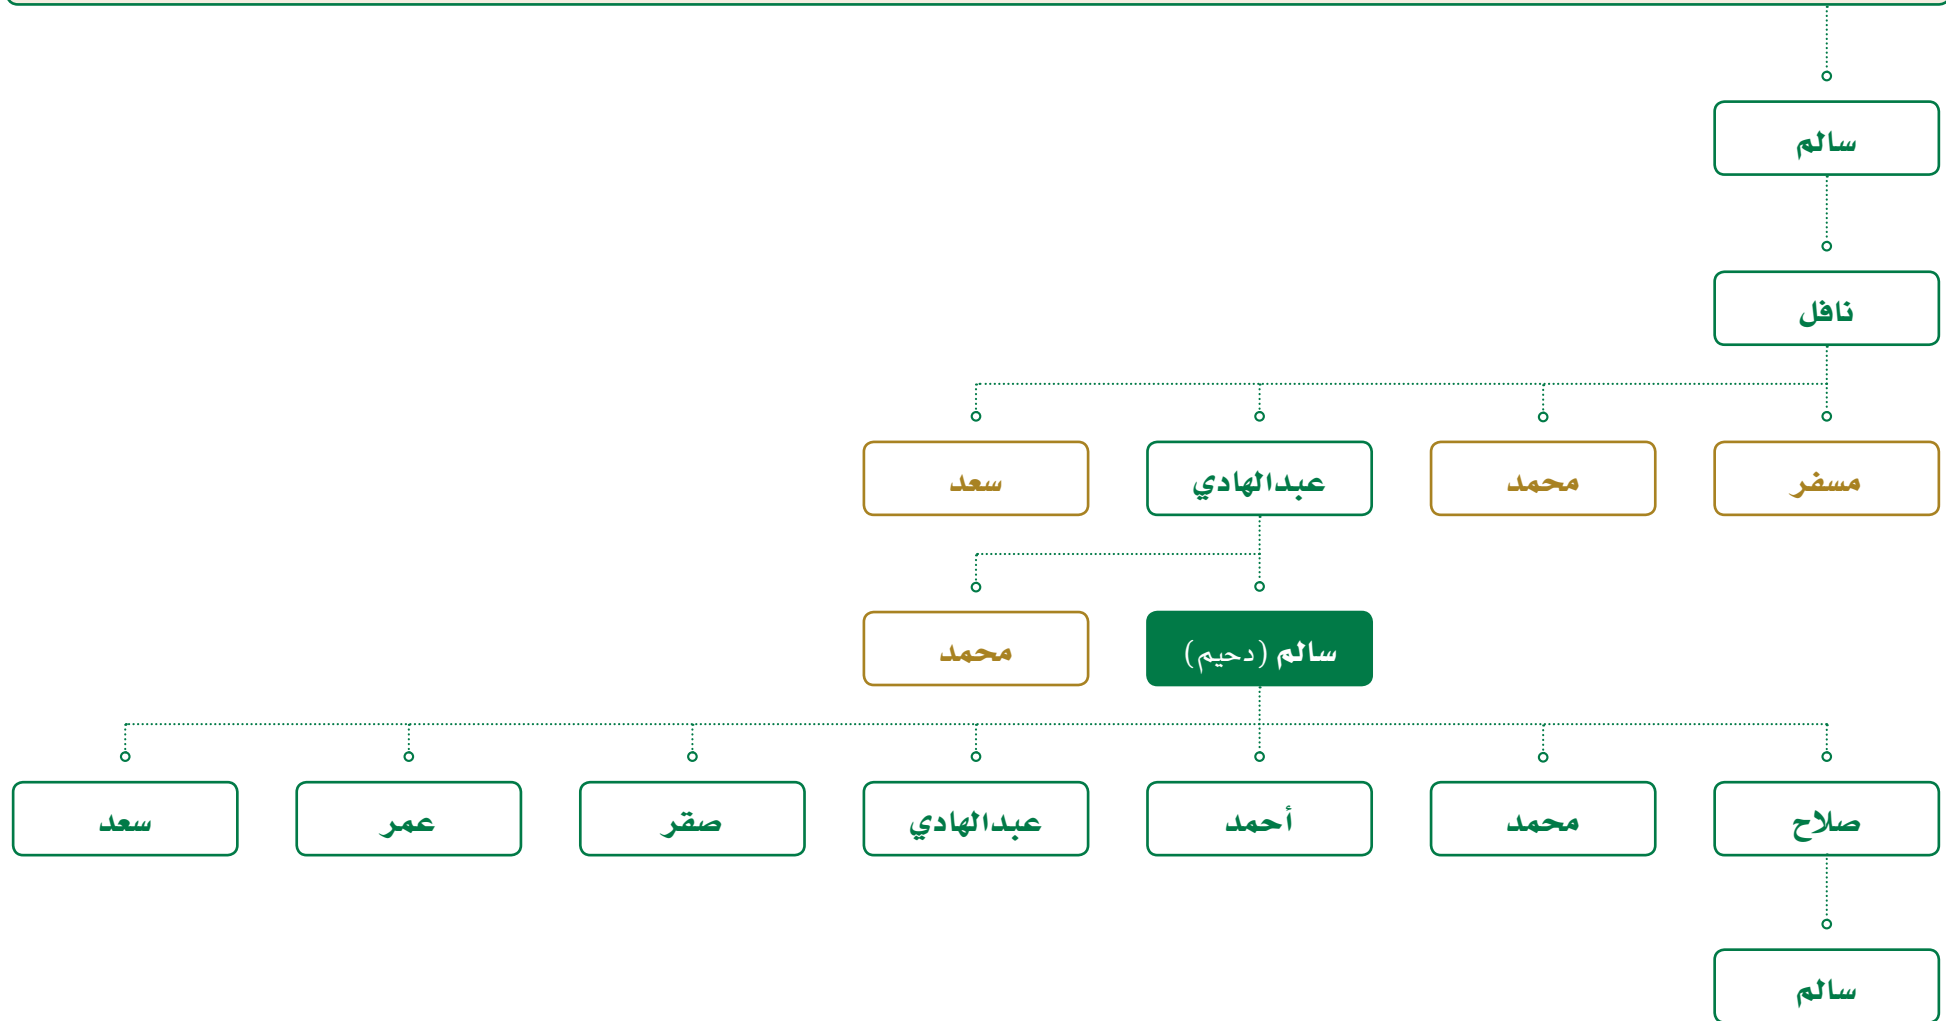 سالم
نافل
مسفر
محمد
عبدالهادي
سعد
سالم (دحيم)
محمد
صلاح
محمد
أحمد
عبدالهادي
صقر
عمر
سعد
سالم